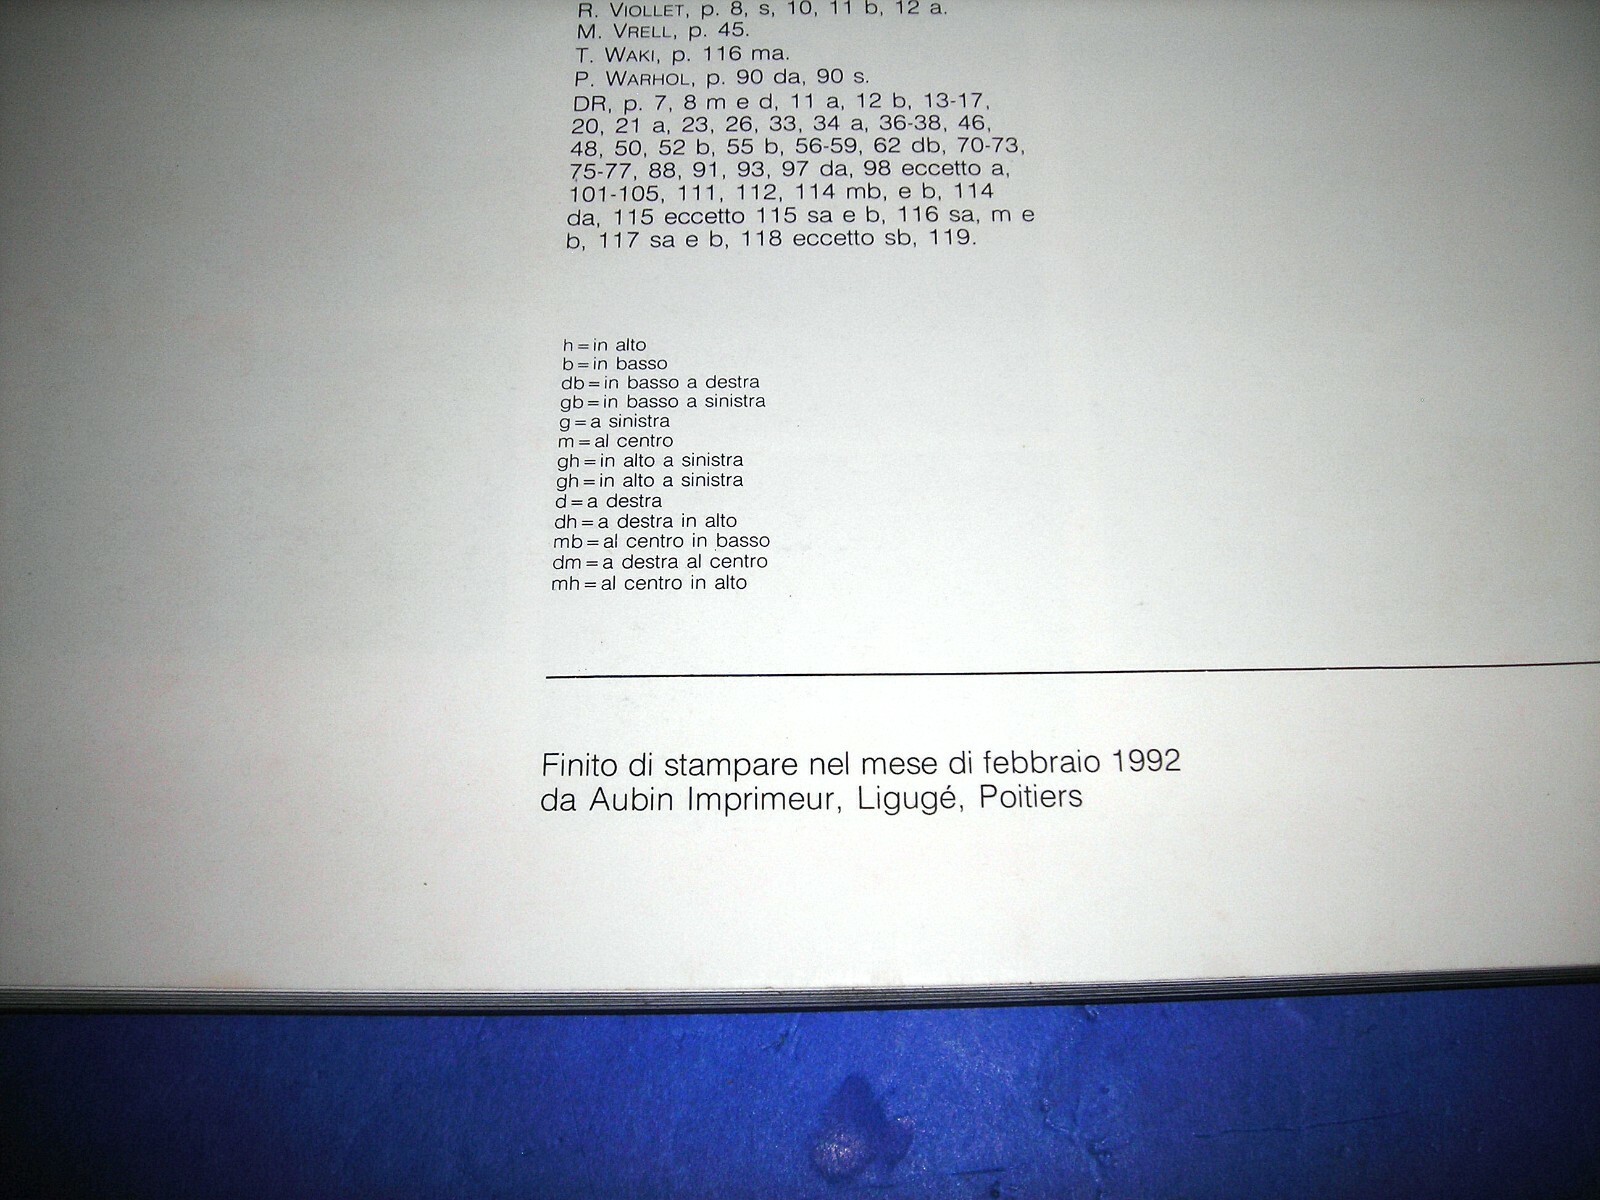 R. VIOLLET, p. 8, s, 10, 11 b, 12 a.
M. VRELL, p. 45.
T. WAKI, p. 116 ma.
P. WARHOL, p. 90 da, 90 s.
DR, p. 7, 8 m e d, 11 a, 12 b, 13-17,
20, 21 a, 23, 26, 33, 34 a, 36-38, 46,
48, 50, 52 b, 55 b, 56-59, 62 db, 70-73,
75-77, 88, 91, 93, 97 da, 98 eccetto a,
101-105, 111, 112, 114 mb, e b, 114
da, 115 eccetto 115 sa e b, 116 sa, m e
b, 117 sa e b, 118 eccetto sb, 119.
h=in alto
b=in basso
db=in basso a destra
gb=in basso a sinistra
g=a sinistra
m=al centro
gh=in alto a sinistra
gh=in alto a sinistra
d=a destra
dh=a destra in alto
mb=al centro in basso
dm=a destra al centro
mh=al centro in alto
Finito di stampare nel mese di febbraio 1992
da Aubin Imprimeur, Ligugé, Poitiers